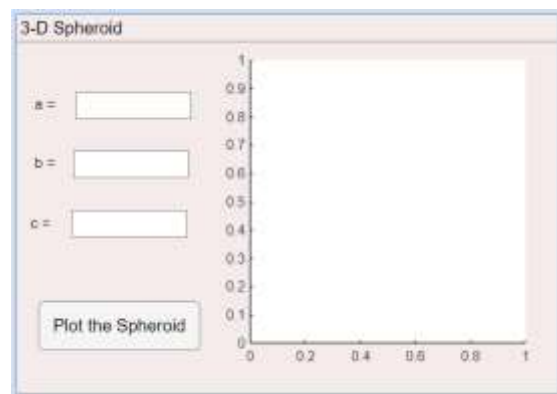 3-D Spheroid
a =
b =
c =
Plot the Spheroid
1
0.9
0.8
0.7
0.6
0.5
0.4
0.3
0.2
0.1
0
0 0.2 0.4 0.6 0.8 1